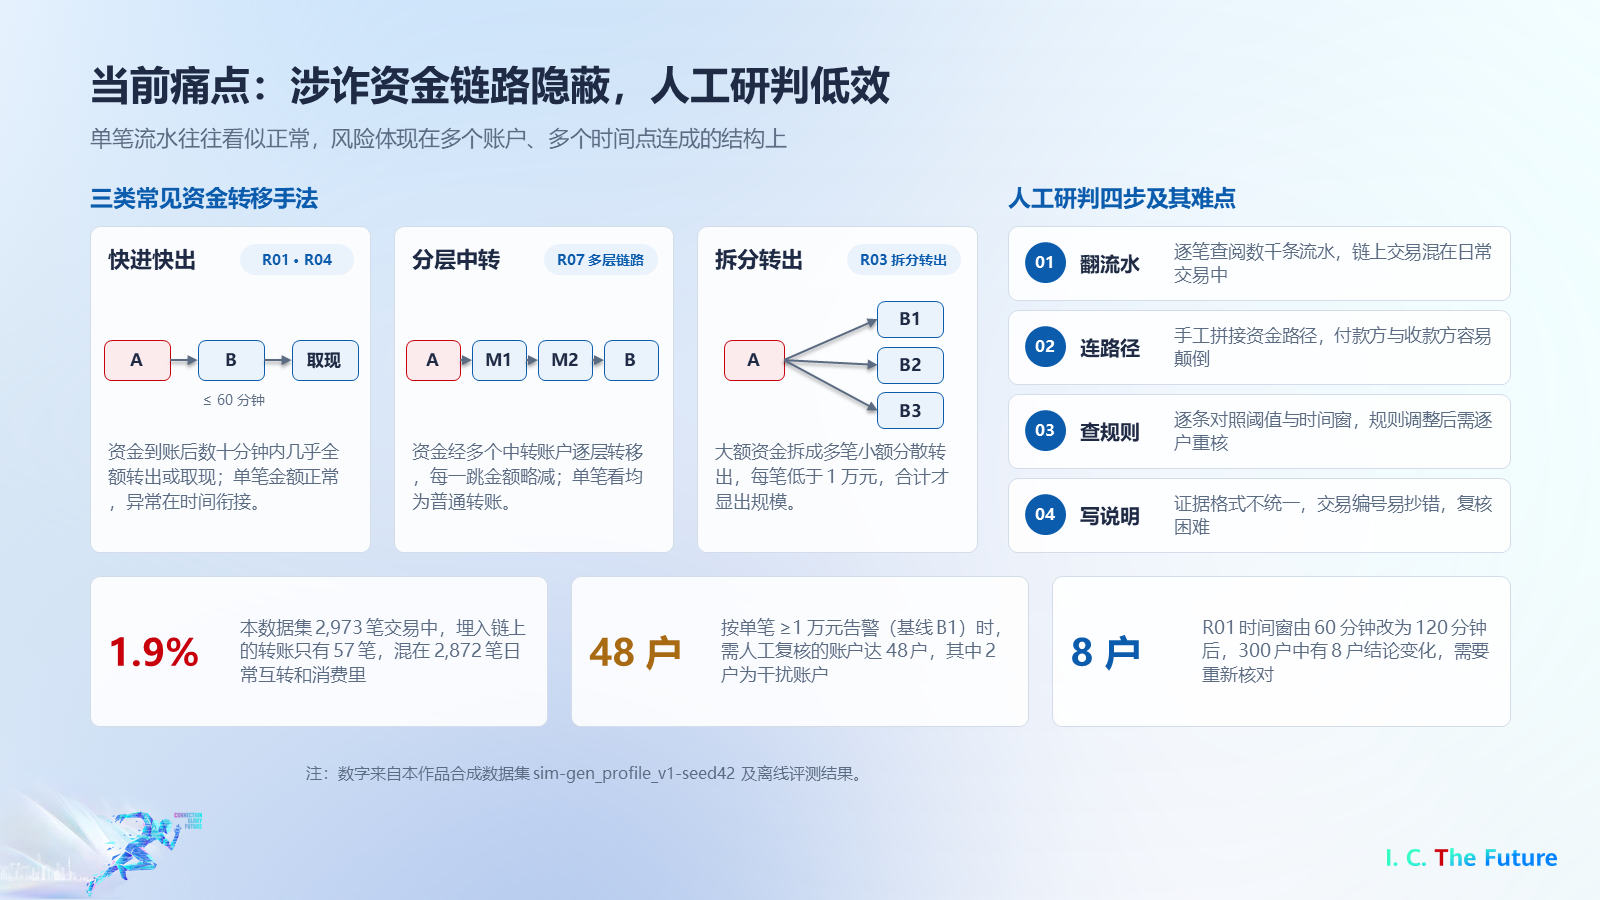 当前痛点：涉诈资金链路隐蔽，人工研判低效
单笔流水往往看似正常，风险体现在多个账户、多个时间点连成的结构上
三类常见资金转移手法
快进快出
R01 • R04
A
B
取现
≤ 60 分钟
资金到账后数十分钟内几乎全
额转出或取现；单笔金额正常
，异常在时间衔接。
分层中转
R07 多层链路
A
M1
M2
B
资金经多个中转账户逐层转移
，每一跳金额略减；单笔看均
为普通转账。
拆分转出
R03 拆分转出
A
B1
B2
B3
大额资金拆成多笔小额分散转
出，每笔低于 1 万元，合计才
显出规模。
人工研判四步及其难点
01
翻流水
逐笔查阅数千条流水，链上交易混在日常
交易中
02
连路径
手工拼接资金路径，付款方与收款方容易
颠倒
03
查规则
逐条对照阈值与时间窗，规则调整后需逐
户重核
04
写说明
证据格式不统一，交易编号易抄错，复核
困难
1.9%
本数据集 2,973 笔交易中，埋入链上
的转账只有 57 笔，混在 2,872 笔日
常互转和消费里
48 户
按单笔 ≥1 万元告警（基线 B1）时，
需人工复核的账户达 48 户，其中 2
户为干扰账户
8 户
R01 时间窗由 60 分钟改为 120 分钟
后，300 户中有 8 户结论变化，需要
重新核对
注：数字来自本作品合成数据集 sim-gen_profile_v1-seed42 及离线评测结果。
CONNECTION
GLORY
FUTURE
I. C. The Future